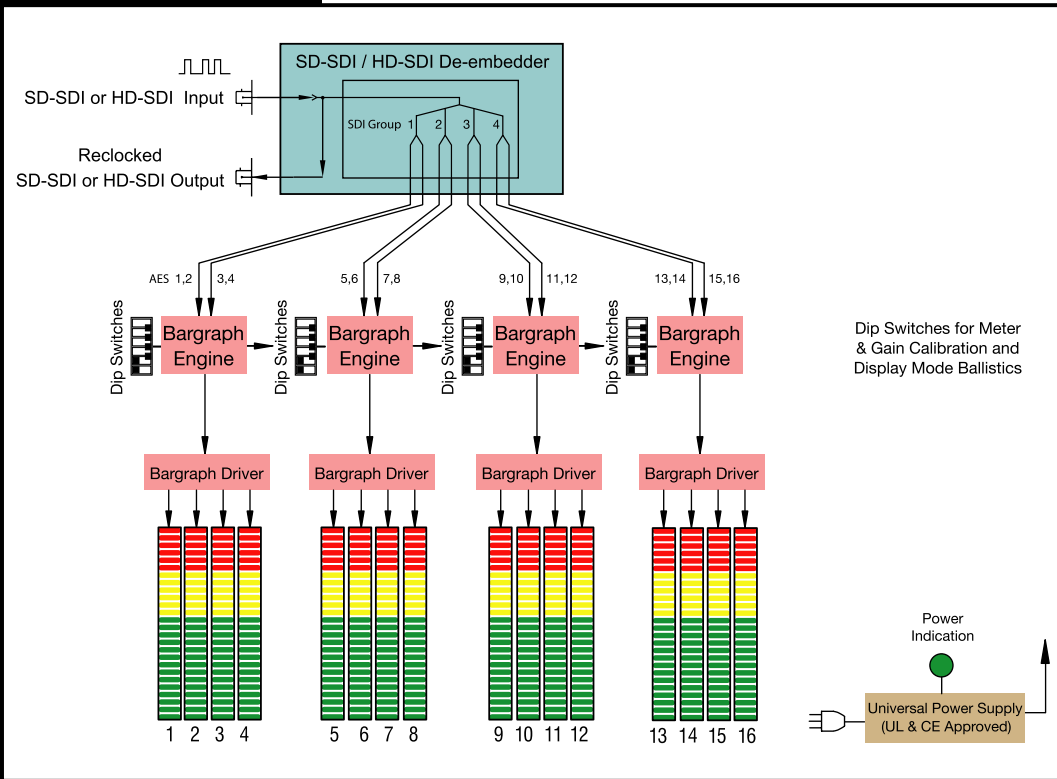 SD-SDI / HD-SDI De-embedder
SD-SDI or HD-SDI Input
SDI Group 1 2 3 4
Reclocked
SD-SDI or HD-SDI Output
AES 1,2 3,4 5,6 7,8 9,10 11,12 13,14 15,16
Dip Switches
Bargraph
Engine
Dip Switches
Bargraph
Engine
Dip Switches
Bargraph
Engine
Dip Switches
Bargraph
Engine
Dip Switches for Meter
& Gain Calibration and
Display Mode Ballistics
Bargraph Driver
Bargraph Driver
Bargraph Driver
Bargraph Driver
1 2 3 4 5 6 7 8 9 10 11 12 13 14 15 16
Power
Indication
Universal Power Supply
(UL & CE Approved)